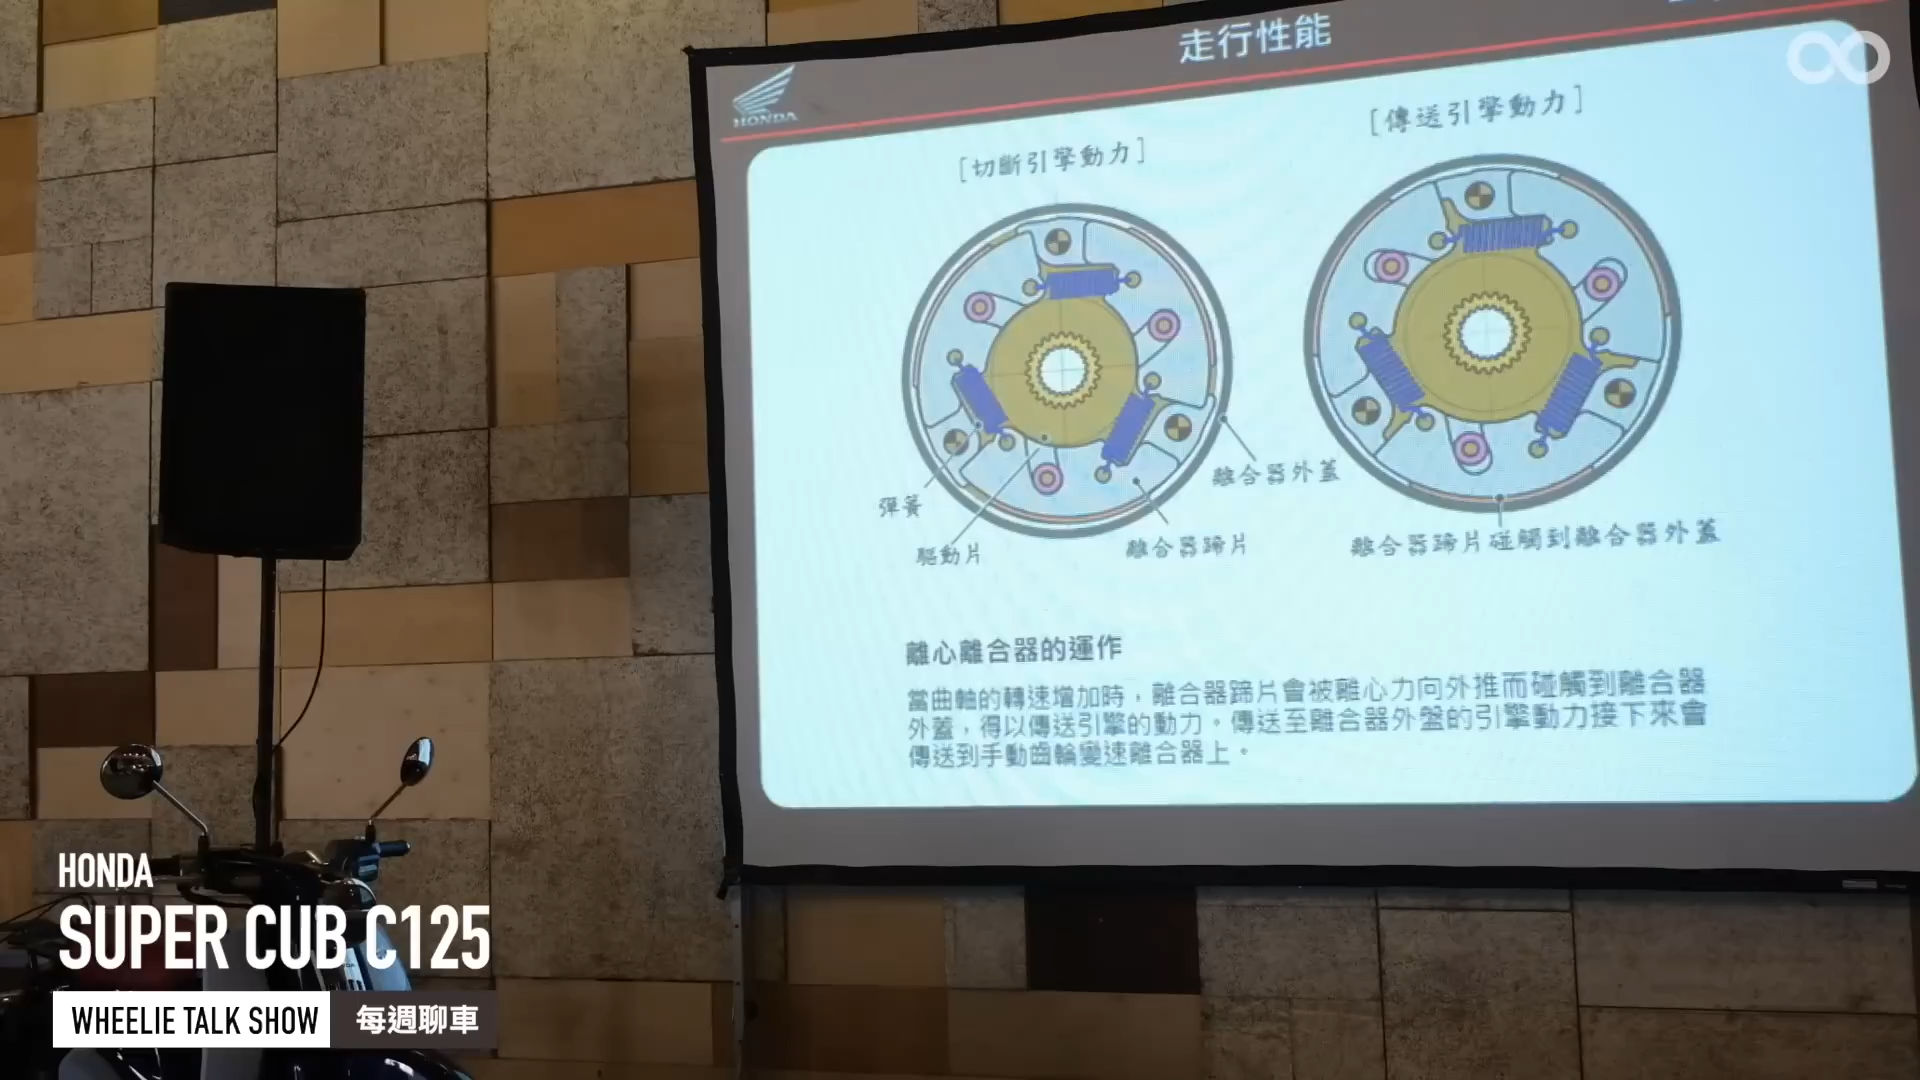 走行性能
HONDA
[切斷引擎動力]
[傳送引擎動力]
彈簧
驅動片
離合器蹄片
離合器外蓋
離合器蹄片碰觸到離合器外蓋
離心離合器的運作
當曲軸的轉速增加時，離合器蹄片會被離心力向外推而碰觸到離合器
外蓋，得以傳送引擎的動力。傳送至離合器外盤的引擎動力接下來會
傳送到手動齒輪變速離合器上。
HONDA
SUPER CUB C125
WHEELIE TALK SHOW 每週聊車